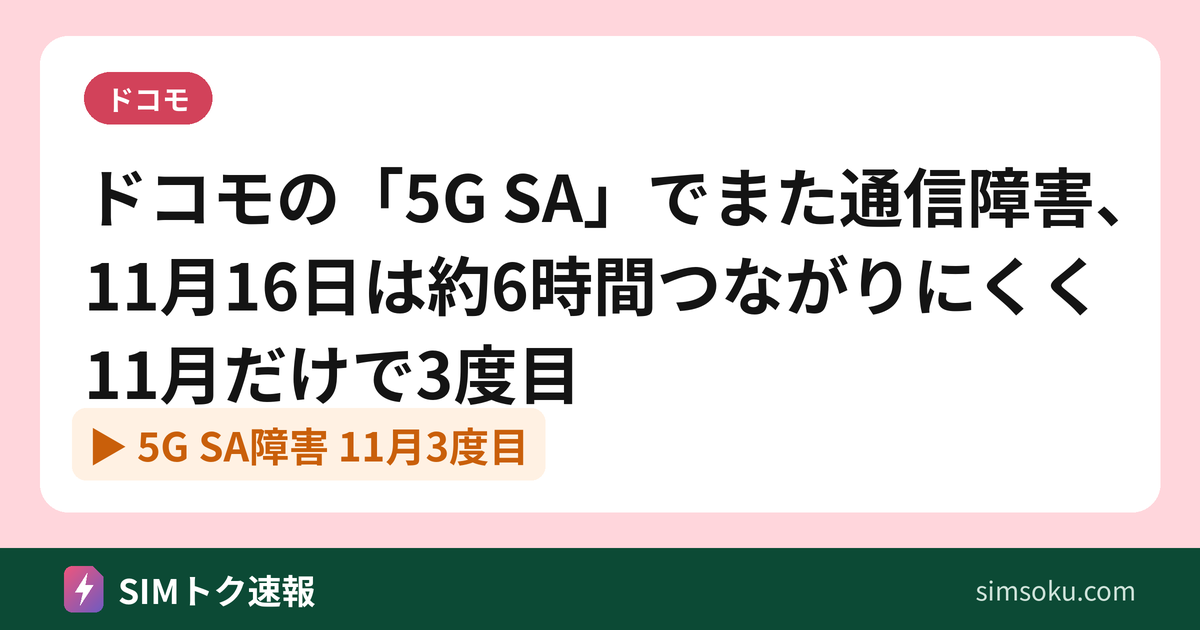 ドコモ
ドコモの「5G SA」でまた通信障害、
11月16日は約6時間つながりにくく
11月だけで3度目
▶ 5G SA障害 11月3度目
SIMトク速報
simsoku.com